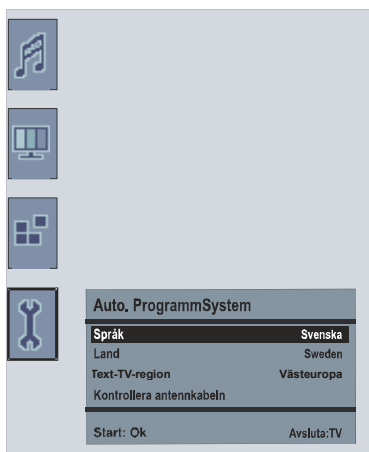 Auto. ProgrammSystem
Språk Svenska
Land Sweden
Text-TV-region Västeuropa
Kontrollera antennkabeln
Start: Ok Avsluta:TV